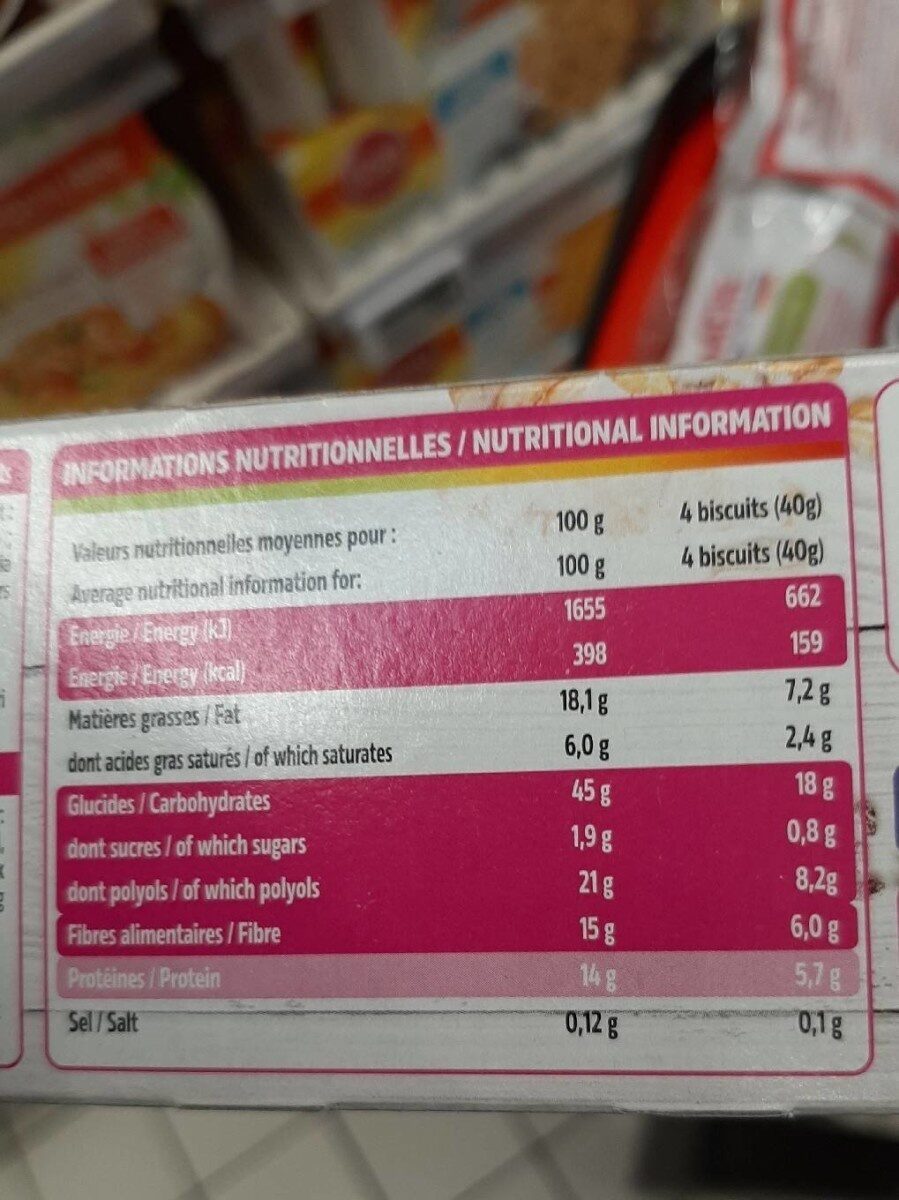 INFORMATIONS NUTRITIONNELLES / NUTRITIONAL INFORMATION
Valeurs nutritionnelles moyennes pour : 100 g 4 biscuits (40g)
Average nutritional information for: 100 g 4 biscuits (40g)
Energie / Energy (kJ) 1655 662
Energie / Energy (kcal) 398 159
Matières grasses / Fat 18,1 g 7,2 g
dont acides gras saturés / of which saturates 6,0 g 2,4 g
Glucides / Carbohydrates 45 g 18 g
dont sucres / of which sugars 1,9 g 0,8 g
dont polyols / of which polyols 21 g 8,2g
Fibres alimentaires / Fibre 15 g 6,0 g
Protéines / Protein 14 g 5,7 g
Sel / Salt 0,12 g 0,1 g